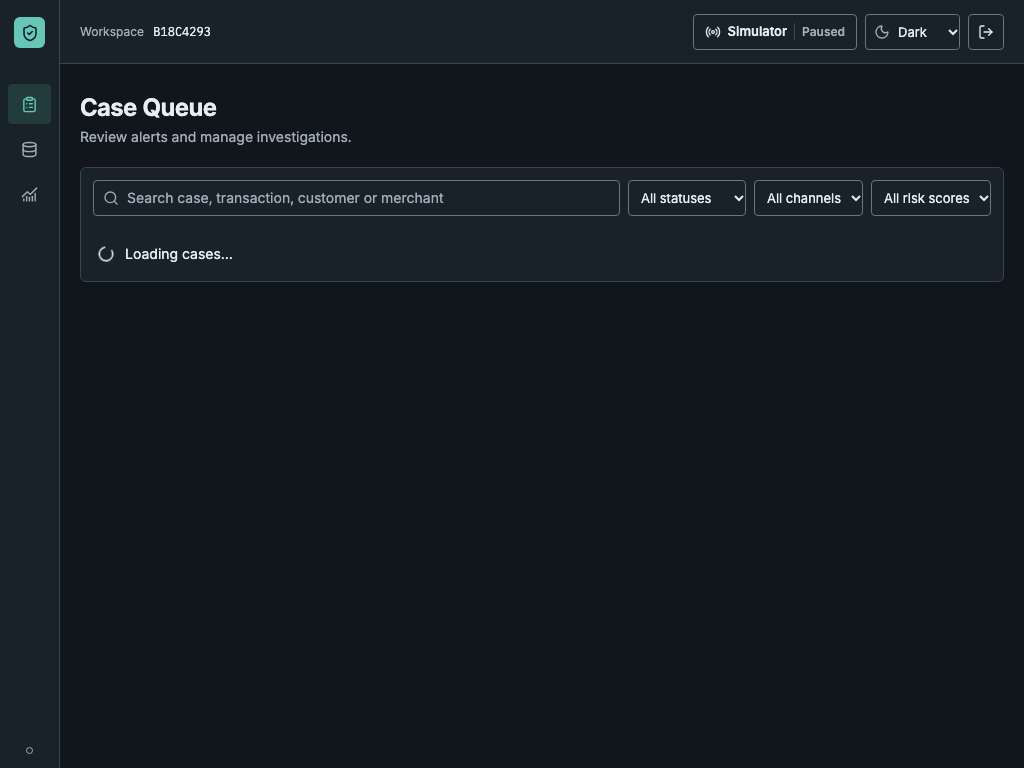 Workspace B18C4293
Simulator Paused
Dark
Case Queue
Review alerts and manage investigations.
Search case, transaction, customer or merchant
All statuses
All channels
All risk scores
Loading cases...